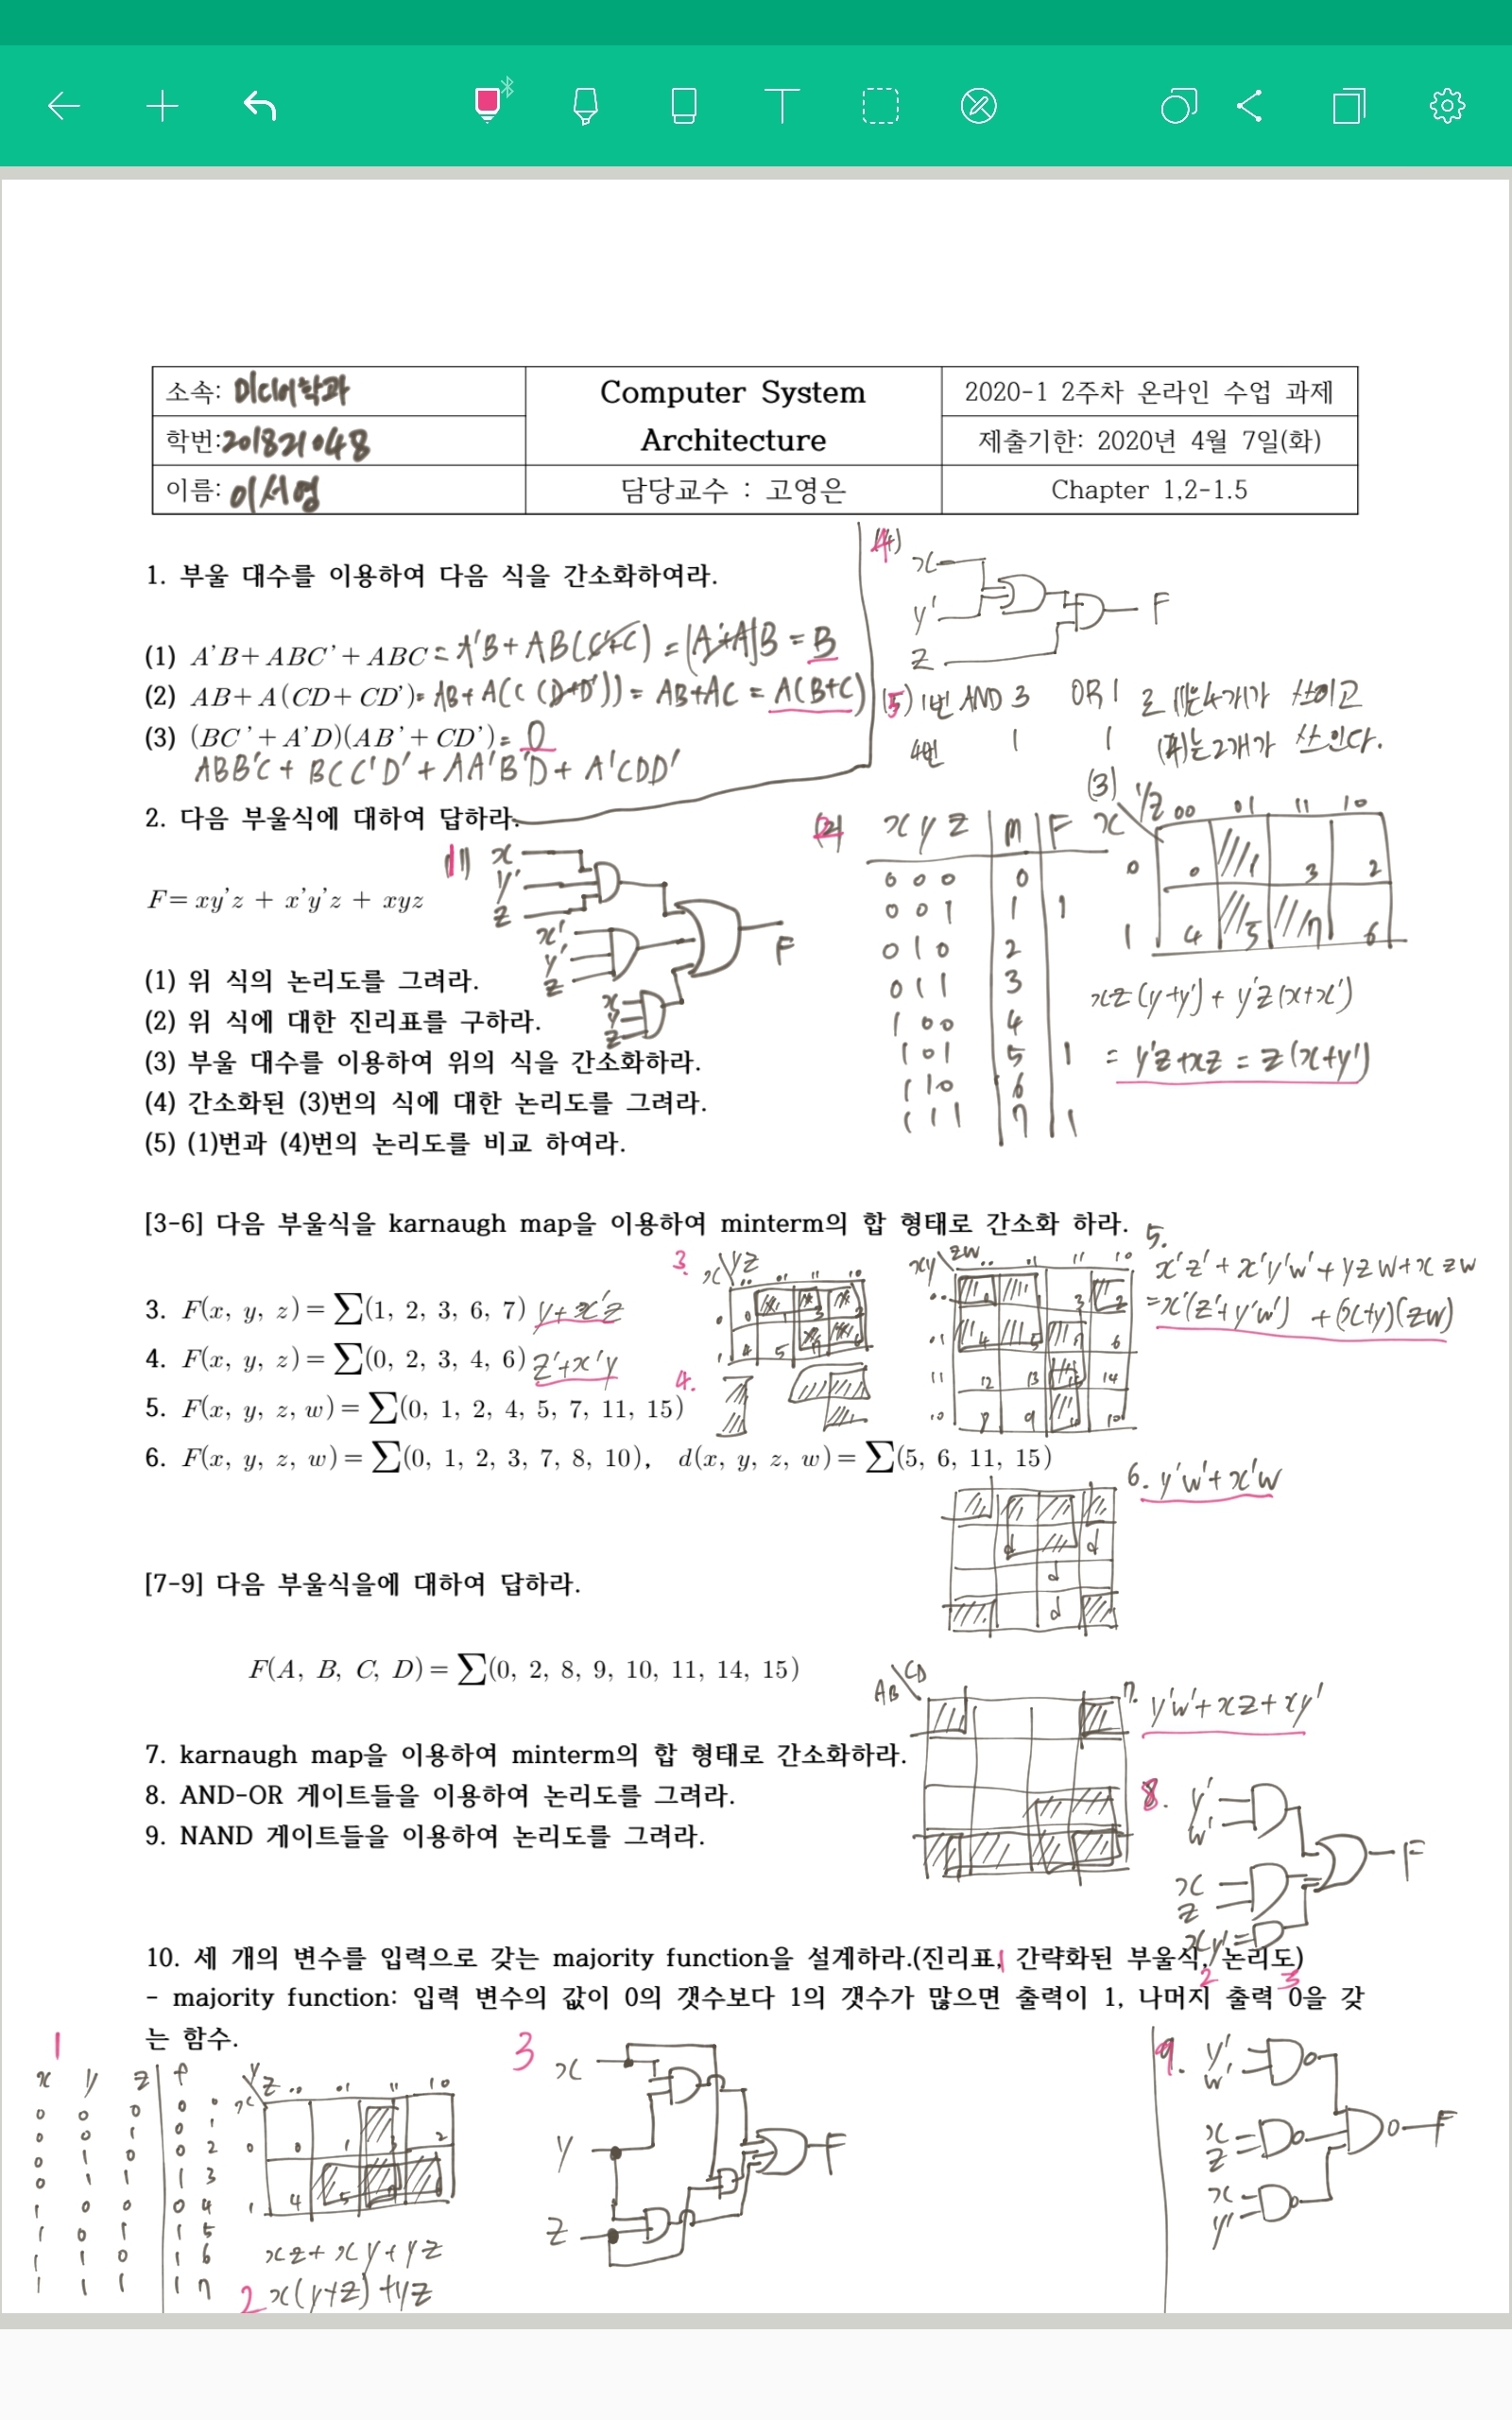 소속: 미디어학과
Computer System
Architecture
2020-1 2주차 온라인 수업 과제
학번:201821048
제출기한: 2020년 4월 7일(화)
이름: 이서영
담당교수 : 고영은
Chapter 1,2-1.5
1. 부울 대수를 이용하여 다음 식을 간소화하여라.
(1) A'B+ABC'+ABC = A'B+AB(C'+C) = (A'+A)B = B
(2) AB+A(CD+CD') = AB+A(C(D+D')) = AB+AC = A(B+C)
(3) (BC'+A'D)(AB'+CD') = 0
ABB'C + BCC'D' + AA'B'D + A'CDD'
(4) x y' z F
(5) 1번 AND 3 OR 1
4번 1 1
2. 다음 부울식에 대하여 답하라.
F= xy'z + x'y'z + xyz
(1) x y' z x' y' z x y z F
(1) 위 식의 논리도를 그려라.
(2) 위 식에 대한 진리표를 구하라.
(3) 부울 대수를 이용하여 위의 식을 간소화하라.
(4) 간소화된 (3)번의 식에 대한 논리도를 그려라.
(5) (1)번과 (4)번의 논리도를 비교 하여라.
(2) x y z m F
0 0 0 0
0 0 1 1 1
0 1 0 2
0 1 1 3
1 0 0 4
1 0 1 5 1
1 1 0 6
1 1 1 7 1
(3) x yz 00 01 11 10
0 0 1 3 2
1 4 5 7 6
xz(y+y') + y'z(x+x')
= y'z+xz = z(x+y')
[3-6] 다음 부울식을 karnaugh map을 이용하여 minterm의 합 형태로 간소화 하라.
3. F(x, y, z) = ∑(1, 2, 3, 6, 7) y+x'z
4. F(x, y, z) = ∑(0, 2, 3, 4, 6) z'+x'y
5. F(x, y, z, w) = ∑(0, 1, 2, 4, 5, 7, 11, 15)
6. F(x, y, z, w) = ∑(0, 1, 2, 3, 7, 8, 10), d(x, y, z, w) = ∑(5, 6, 11, 15)
3. x yz
4.
xy zw
5.
x'z' + x'y'w' + yzw + xzw
=x'(z'+y'w') + (x+y)(zw)
6. y'w'+x'w
d d
d
d
[7-9] 다음 부울식을에 대하여 답하라.
F(A, B, C, D) = ∑(0, 2, 8, 9, 10, 11, 14, 15)
AB CD
7. y'w'+xz+xy'
7. karnaugh map을 이용하여 minterm의 합 형태로 간소화하라.
8. AND-OR 게이트들을 이용하여 논리도를 그려라.
9. NAND 게이트들을 이용하여 논리도를 그려라.
8. y' w' x z x y' F
10. 세 개의 변수를 입력으로 갖는 majority function을 설계하라.(진리표, 간략화된 부울식, 논리도)
1 2 3
- majority function: 입력 변수의 값이 0의 갯수보다 1의 갯수가 많으면 출력이 1, 나머지 출력 0을 갖
는 함수.
1
x y z f
0 0 0 0 0
0 0 1 0 1
0 1 0 0 2
0 1 1 1 3
1 0 0 0 4
1 0 1 1 5
1 1 0 1 6
1 1 1 1 7
x yz 00 01 11 10
0 0 1 3 2
1 4 5
xz+xy+yz
2 x(y+z)+yz
3 x y z F
9. y' w' x z x y' F